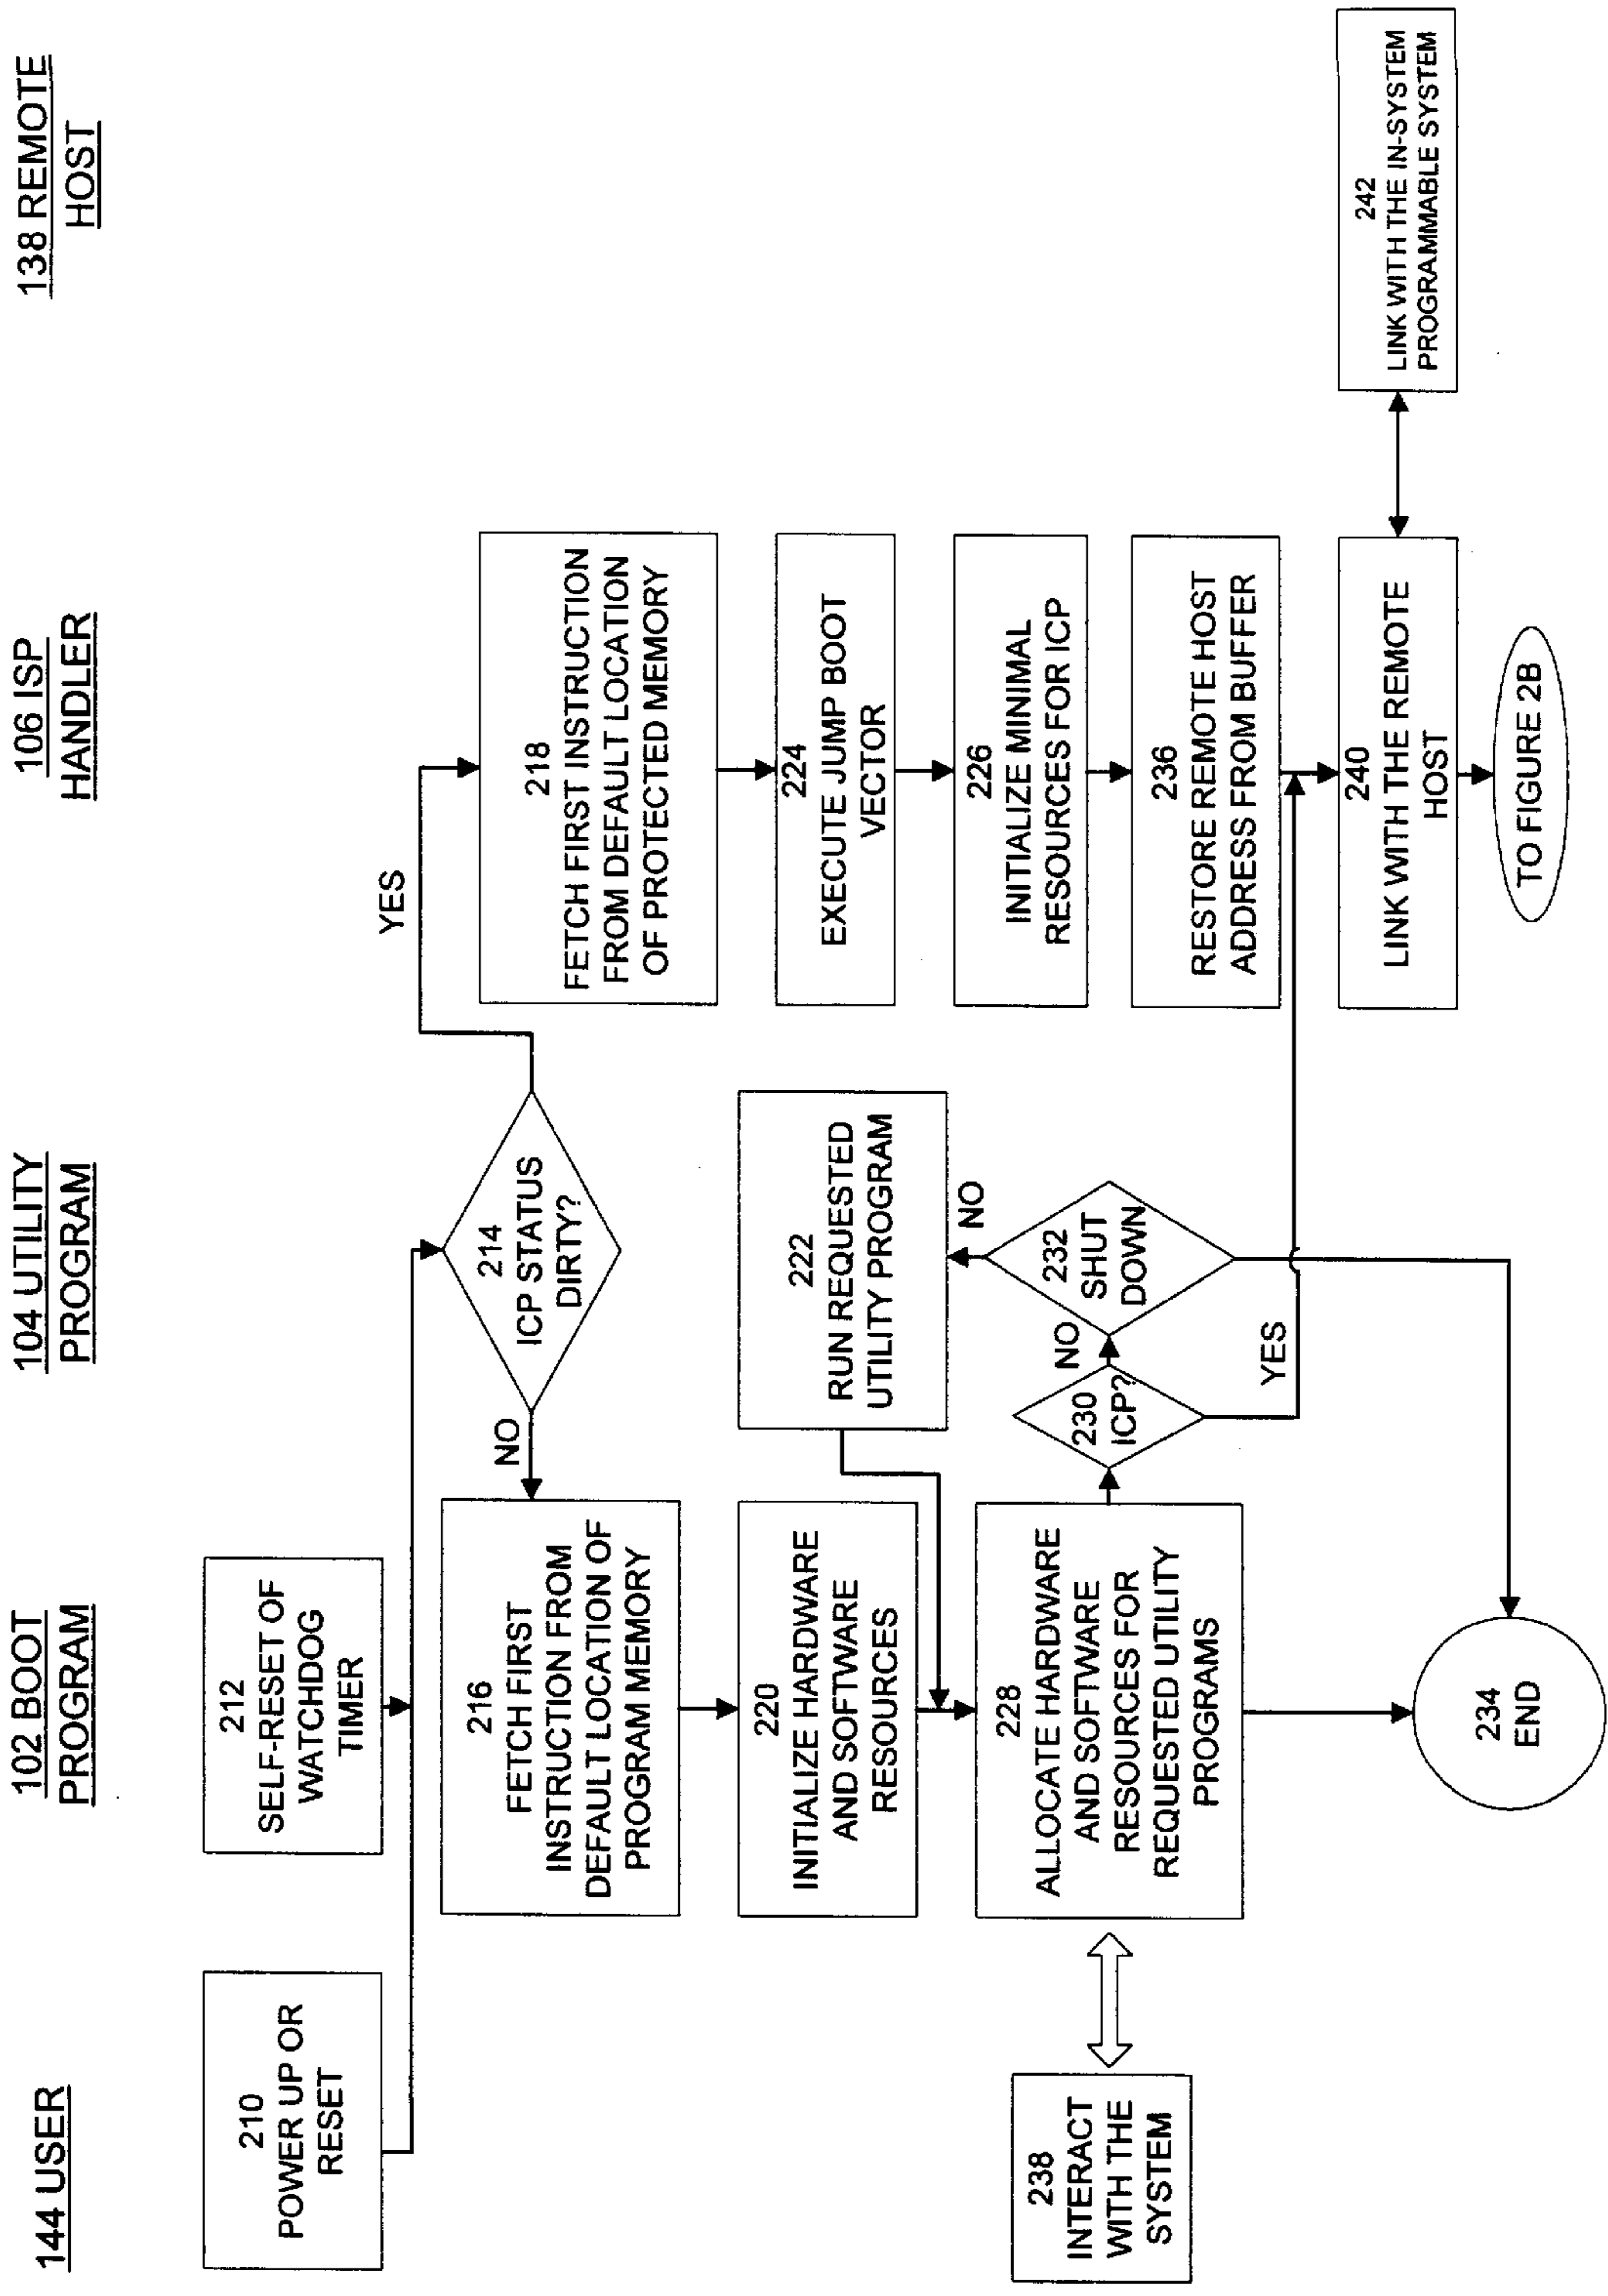 144 USER
102 BOOT
PROGRAM
104 UTILITY
PROGRAM
106 ISP
HANDLER
138 REMOTE
HOST
210
POWER UP OR
RESET
212
SELF-RESET OF
WATCHDOG
TIMER
214
ICP STATUS
DIRTY?
YES
NO
216
FETCH FIRST
INSTRUCTION FROM
DEFAULT LOCATION OF
PROGRAM MEMORY
218
FETCH FIRST INSTRUCTION
FROM DEFAULT LOCATION
OF PROTECTED MEMORY
220
INITIALIZE HARDWARE
AND SOFTWARE
RESOURCES
222
RUN REQUESTED
UTILITY PROGRAM
224
EXECUTE JUMP BOOT
VECTOR
226
INITIALIZE MINIMAL
RESOURCES FOR ICP
228
ALLOCATE HARDWARE
AND SOFTWARE
RESOURCES FOR
REQUESTED UTILITY
PROGRAMS
230
ICP?
NO
232
SHUT
DOWN
NO
YES
236
RESTORE REMOTE HOST
ADDRESS FROM BUFFER
238
INTERACT
WITH THE
SYSTEM
240
LINK WITH THE REMOTE
HOST
242
LINK WITH THE IN-SYSTEM
PROGRAMMABLE SYSTEM
234
END
TO FIGURE 2B